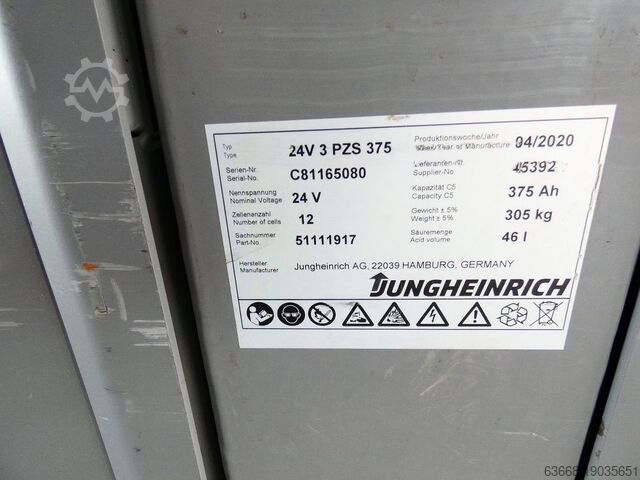 Typ
Type
24V 3 PZS 375
Produktionswoche/Jahr
Week/Year of Manufacture
04/2020
Serien-Nr.
Serial-No.
C81165080
Lieferanten-Nr.
Supplier-No.
45392
Nennspannung
Nominal Voltage
24 V
Kapazität C5
Capacity C5
375 Ah
Zellenanzahl
Number of cells
12
Gewicht ± 5%
Weight ± 5%
305 kg
Sachnummer
Part-No.
51111917
Säuremenge
Acid volume
46 l
Hersteller
Manufacturer
Jungheinrich AG, 22039 HAMBURG, GERMANY
JUNGHEINRICH